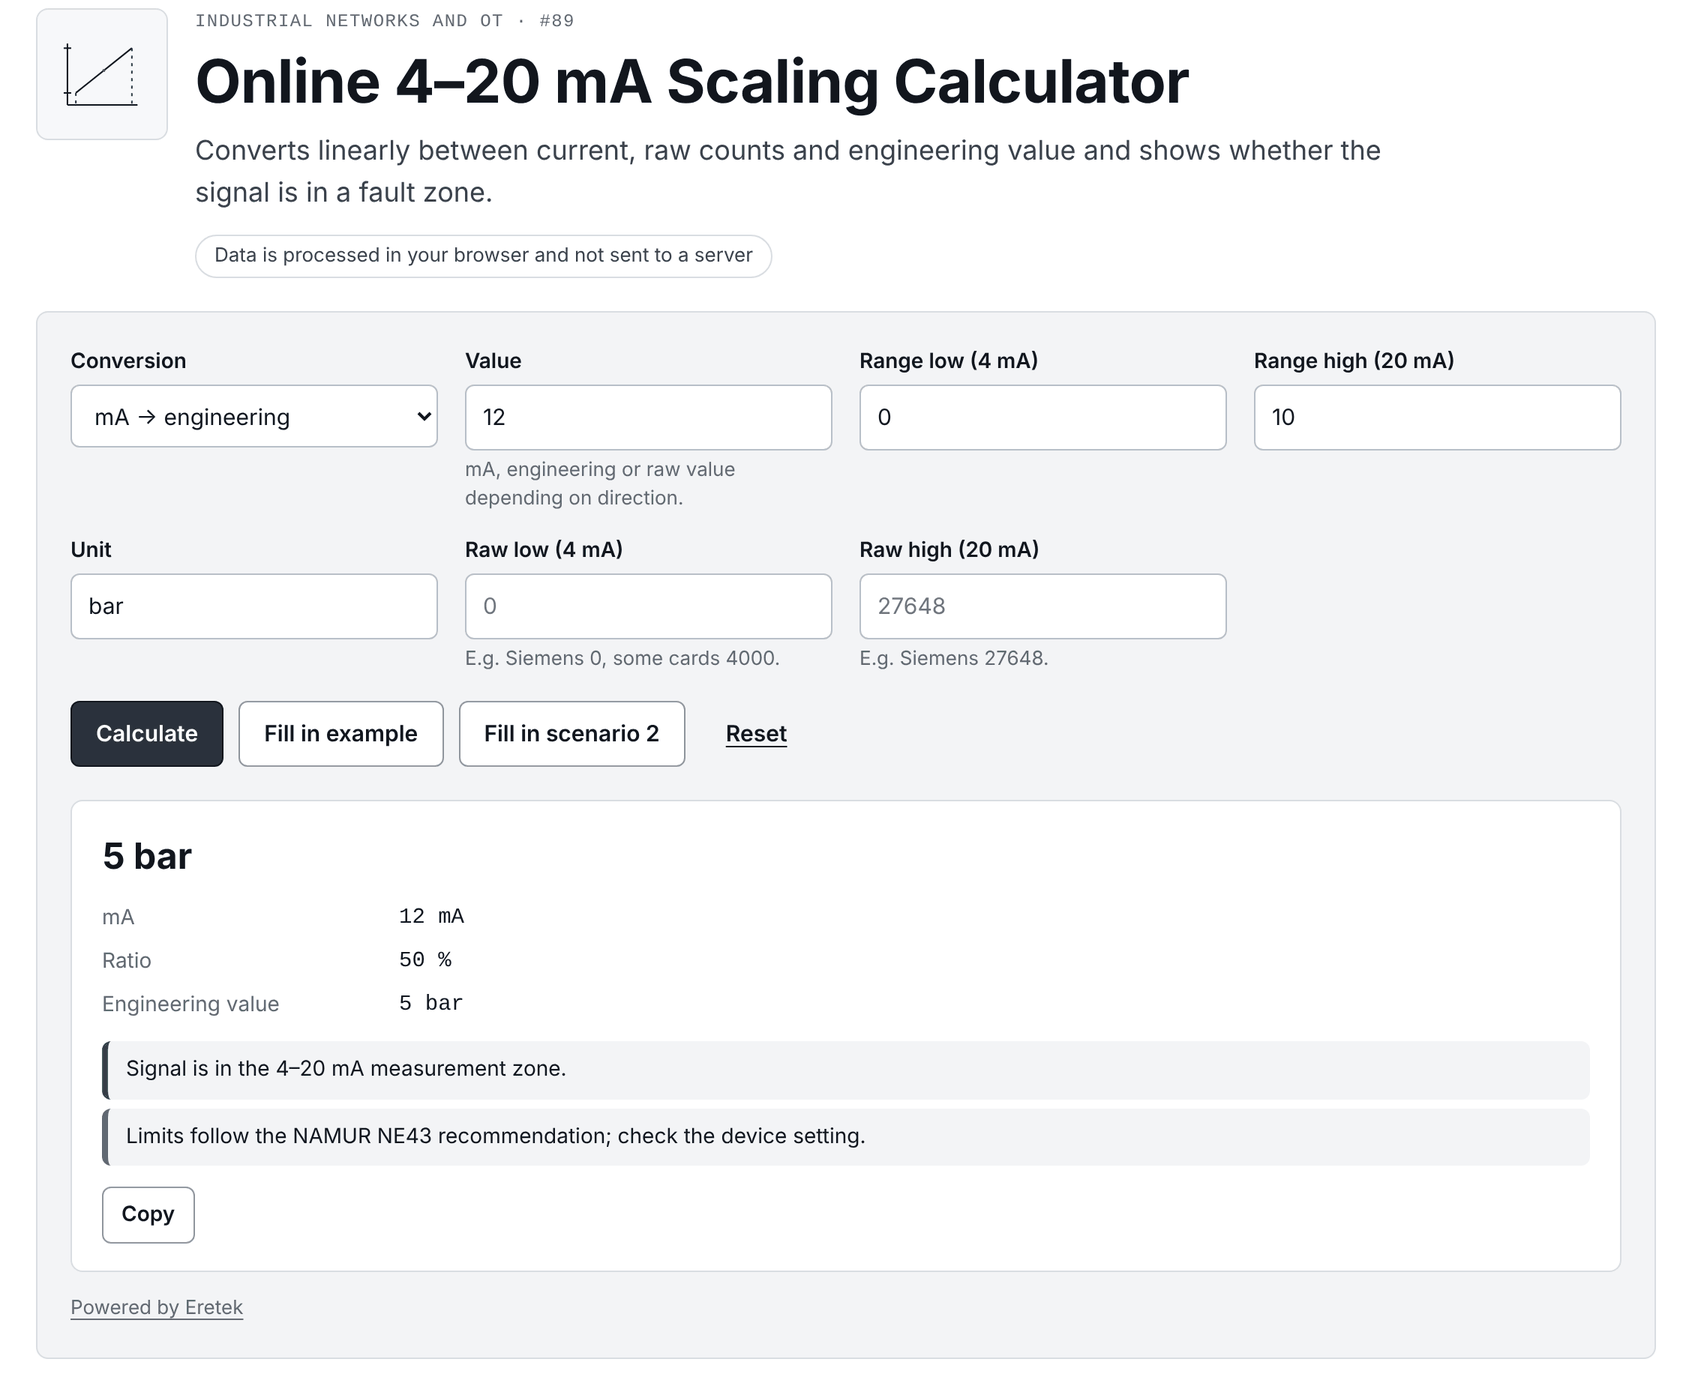 INDUSTRIAL NETWORKS AND OT · #89
Online 4–20 mA Scaling Calculator
Converts linearly between current, raw counts and engineering value and shows whether the
signal is in a fault zone.
Data is processed in your browser and not sent to a server
Conversion
mA → engineering
Value
12
mA, engineering or raw value
depending on direction.
Range low (4 mA)
0
Range high (20 mA)
10
Unit
bar
Raw low (4 mA)
0
E.g. Siemens 0, some cards 4000.
Raw high (20 mA)
27648
E.g. Siemens 27648.
Calculate
Fill in example
Fill in scenario 2
Reset
5 bar
mA 12 mA
Ratio 50 %
Engineering value 5 bar
Signal is in the 4–20 mA measurement zone.
Limits follow the NAMUR NE43 recommendation; check the device setting.
Copy
Powered by Eretek